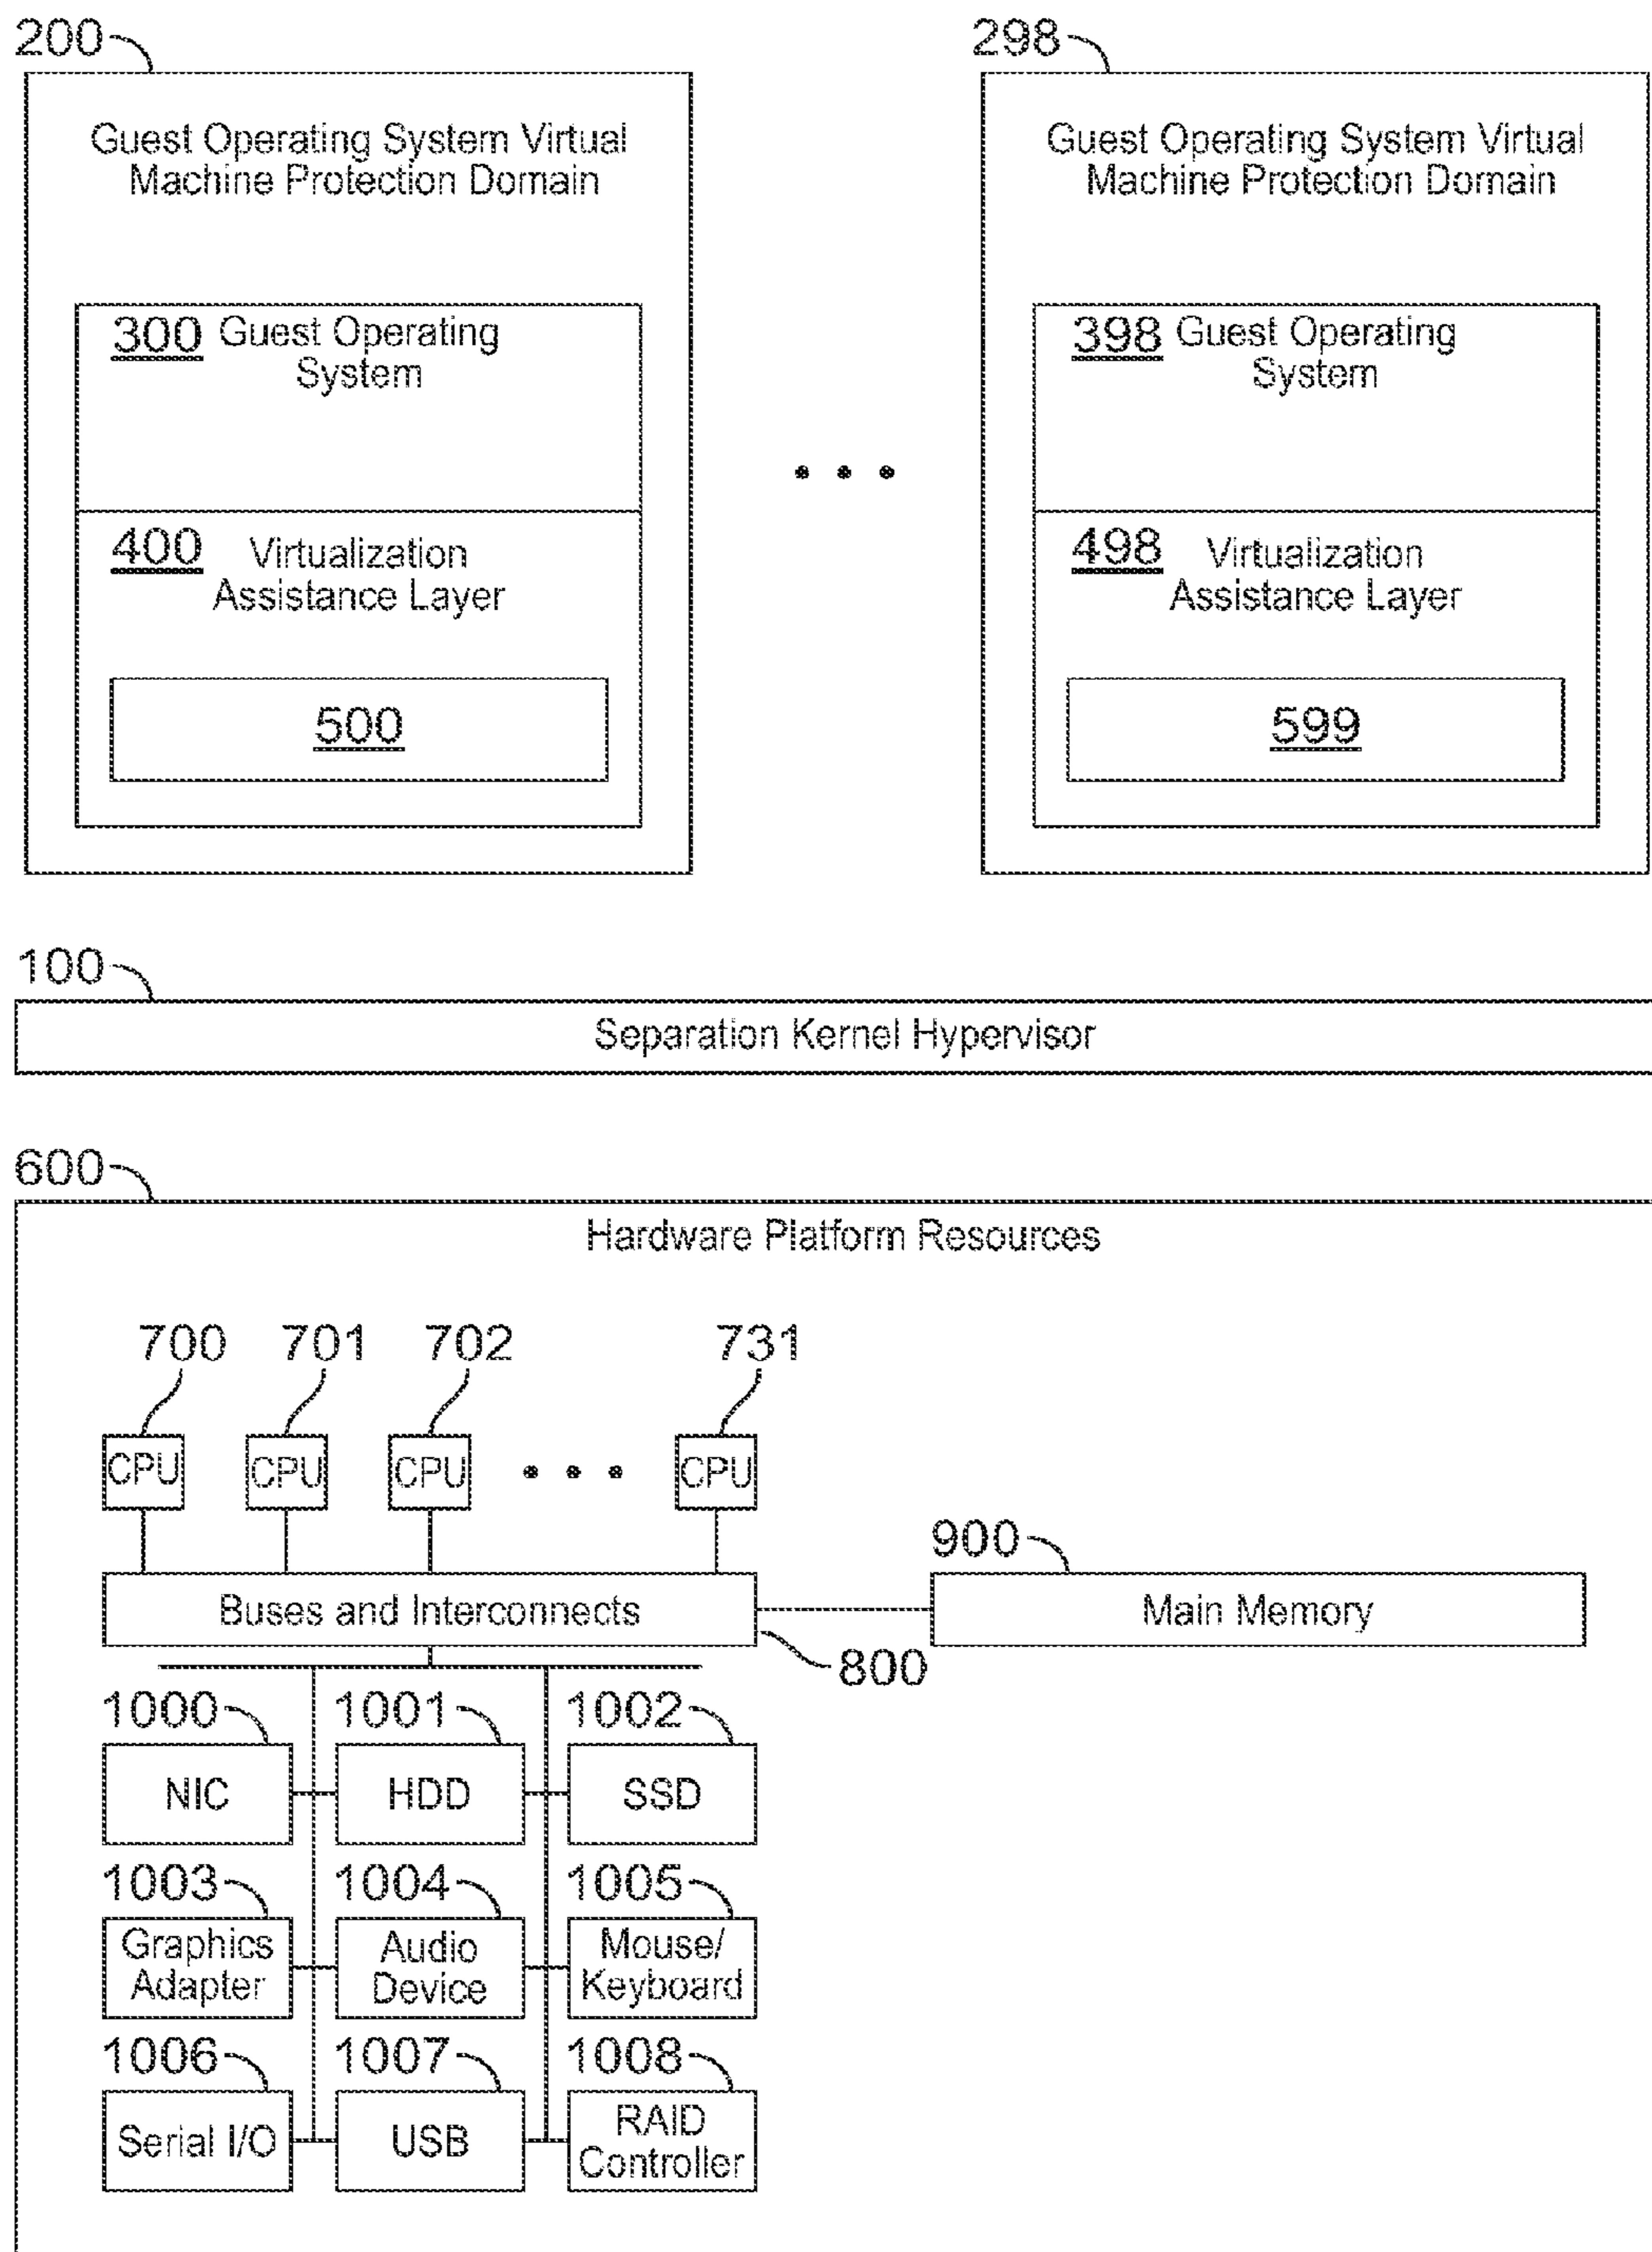 200
298
Guest Operating System Virtual
Machine Protection Domain
300 Guest Operating
System
400 Virtualization
Assistance Layer
500
Guest Operating System Virtual
Machine Protection Domain
398 Guest Operating
System
498 Virtualization
Assistance Layer
599
100
Separation Kernel Hypervisor
600
Hardware Platform Resources
700 701 702 731
CPU CPU CPU CPU
900
Buses and Interconnects
Main Memory
800
1000 1001 1002
NIC HDD SSD
1003 1004 1005
Graphics
Adapter
Audio
Device
Mouse/
Keyboard
1006 1007 1008
Serial I/O USB
RAID
Controller